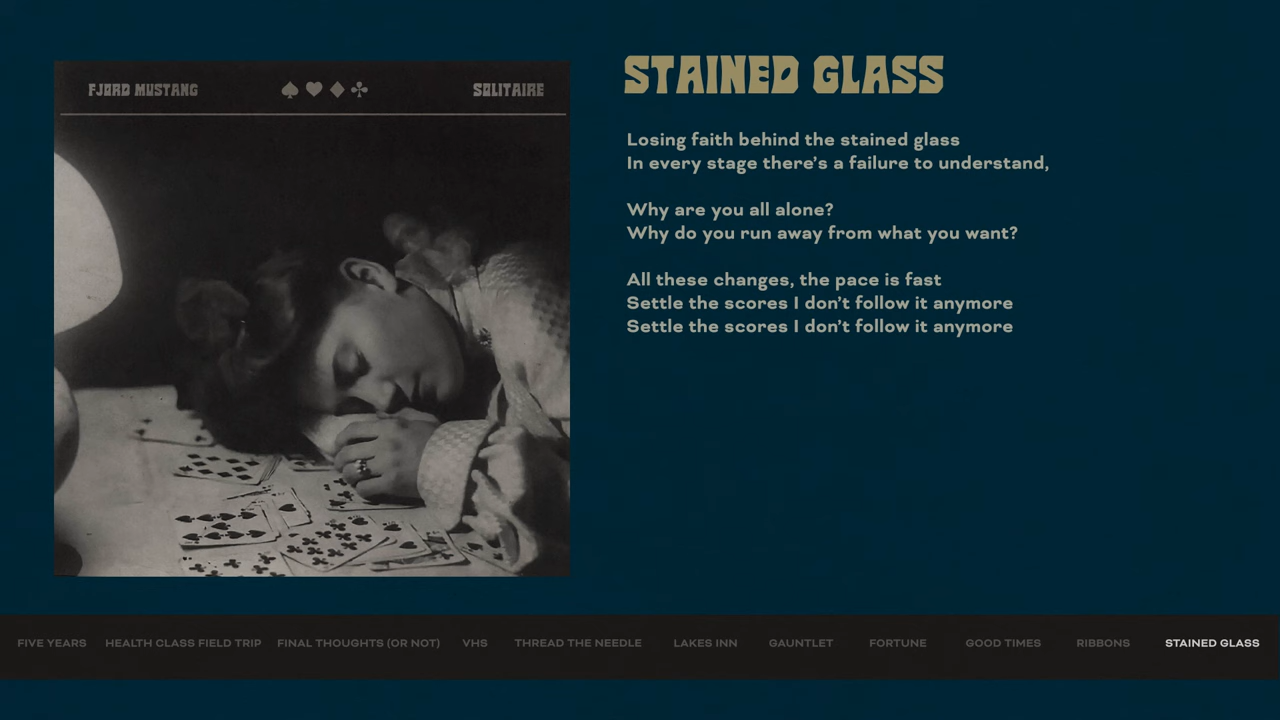 FJORD MUSTANG
SOLITAIRE
STAINED GLASS
Losing faith behind the stained glass
In every stage there's a failure to understand,
Why are you all alone?
Why do you run away from what you want?
All these changes, the pace is fast
Settle the scores I don't follow it anymore
Settle the scores I don't follow it anymore
FIVE YEARS
HEALTH CLASS FIELD TRIP
FINAL THOUGHTS (OR NOT)
VHS
THREAD THE NEEDLE
LAKES INN
GAUNTLET
FORTUNE
GOOD TIMES
RIBBONS
STAINED GLASS